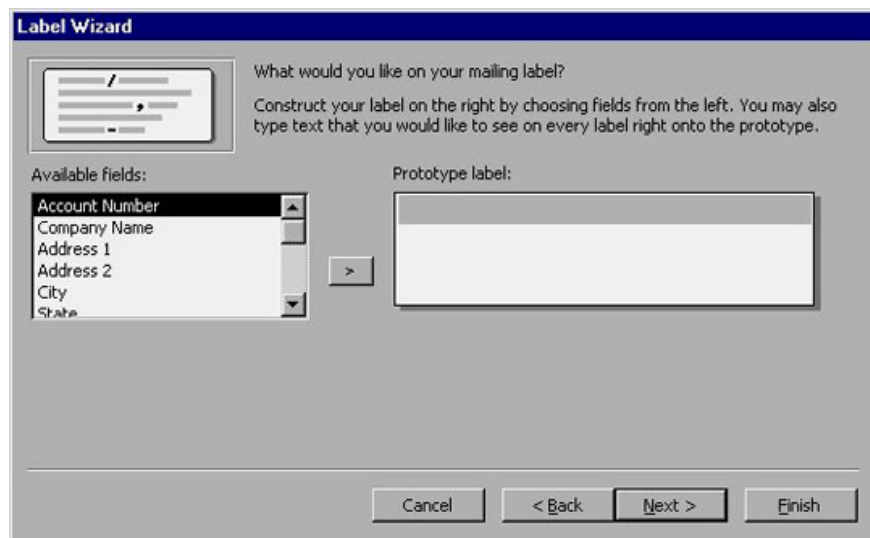 Label Wizard
What would you like on your mailing label?
Construct your label on the right by choosing fields from the left. You may also
type text that you would like to see on every label right onto the prototype.
Available fields:
Prototype label:
Account Number
Company Name
Address 1
Address 2
City
State
>
Cancel
< Back
Next >
Finish